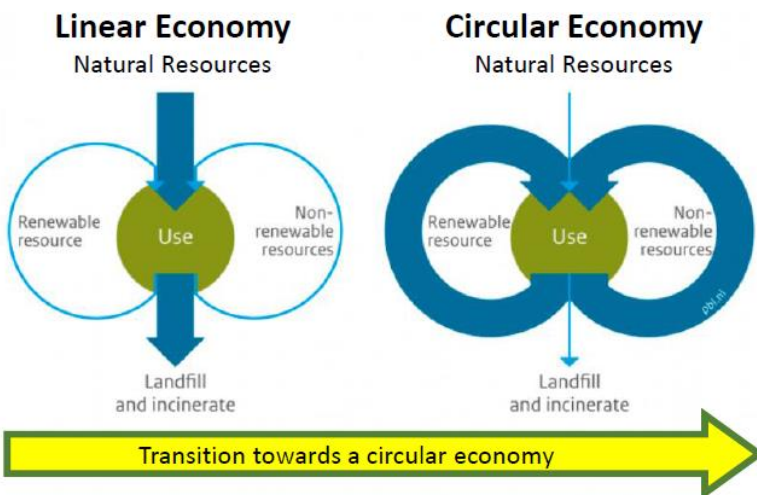 Linear Economy
Natural Resources
Renewable
resource
Use
Non-
renewable
resources
Landfill
and incinerate
Circular Economy
Natural Resources
Renewable
resource
Use
Non-
renewable
resources
pbl.nl
Landfill
and incinerate
Transition towards a circular economy